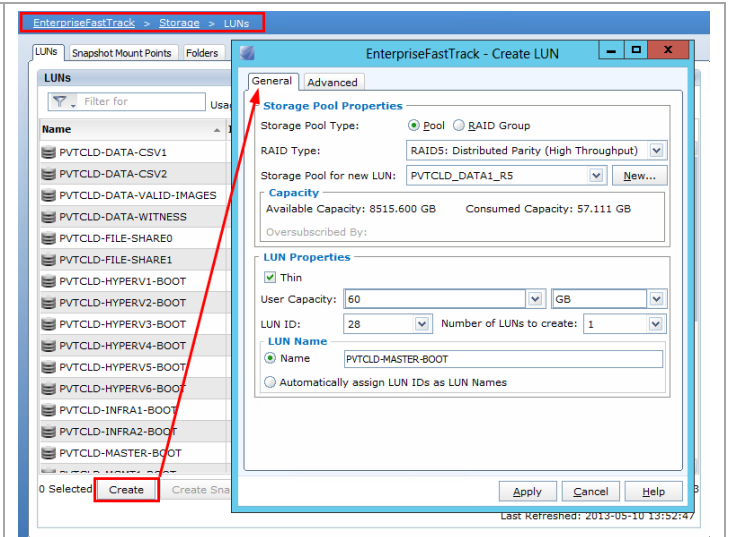 EnterpriseFastTrack > Storage > LUNs
LUNs Snapshot Mount Points Folders
LUNs
Filter for
Name
PVTCLD-DATA-CSV1
PVTCLD-DATA-CSV2
PVTCLD-DATA-VALID-IMAGES
PVTCLD-DATA-WITNESS
PVTCLD-FILE-SHARE0
PVTCLD-FILE-SHARE1
PVTCLD-HYPERV1-BOOT
PVTCLD-HYPERV2-BOOT
PVTCLD-HYPERV3-BOOT
PVTCLD-HYPERV4-BOOT
PVTCLD-HYPERV5-BOOT
PVTCLD-HYPERV6-BOOT
PVTCLD-INFRA1-BOOT
PVTCLD-INFRA2-BOOT
PVTCLD-MASTER-BOOT
0 Selected Create Create Sna
EnterpriseFastTrack - Create LUN
General Advanced
Storage Pool Properties
Storage Pool Type: Pool RAID Group
RAID Type: RAID5: Distributed Parity (High Throughput)
Storage Pool for new LUN: PVTCLD_DATA1_R5 New...
Capacity
Available Capacity: 8515.600 GB Consumed Capacity: 57.111 GB
Oversubscribed By:
LUN Properties
Thin
User Capacity: 60 GB
LUN ID: 28 Number of LUNs to create: 1
LUN Name
Name PVTCLD-MASTER-BOOT
Automatically assign LUN IDs as LUN Names
Apply Cancel Help
Last Refreshed: 2013-05-10 13:52:47